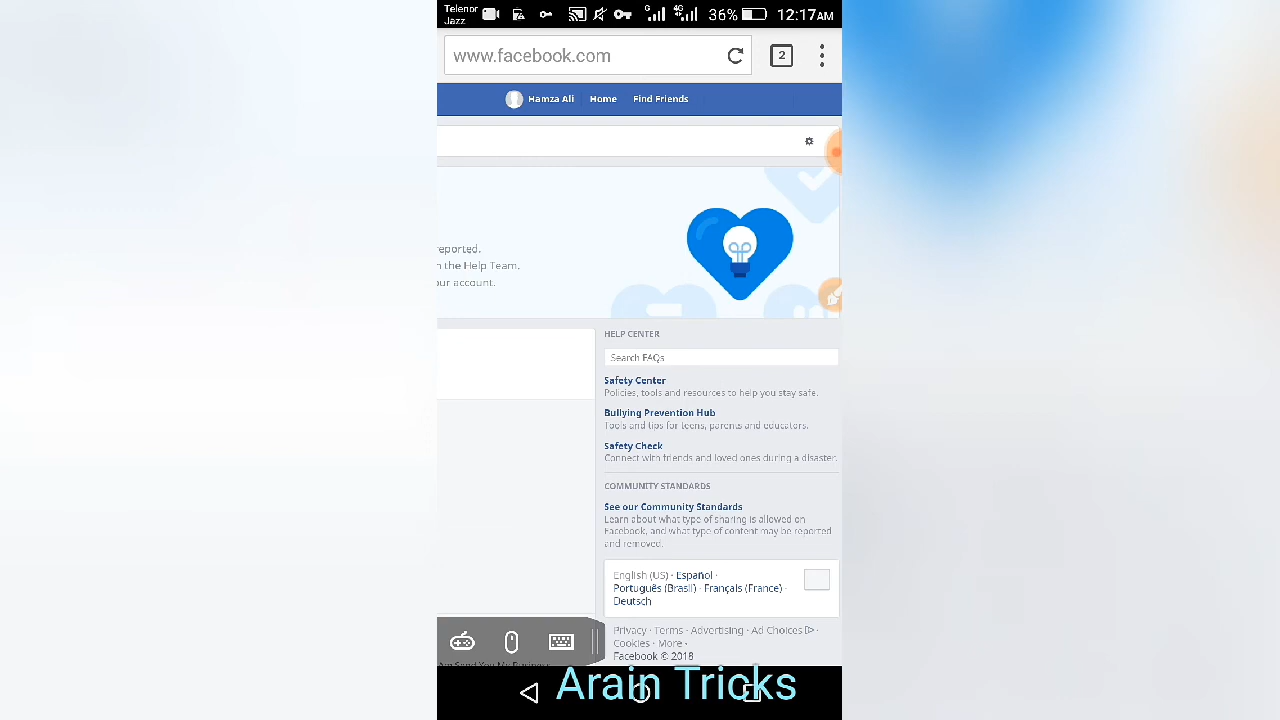 Telenor
Jazz
G
4G
36%
12:17AM
www.facebook.com
2
Hamza Ali
Home
Find Friends
reported.
the Help Team.
our account.
HELP CENTER
Search FAQs
Safety Center
Policies, tools and resources to help you stay safe.
Bullying Prevention Hub
Tools and tips for teens, parents and educators.
Safety Check
Connect with friends and loved ones during a disaster.
COMMUNITY STANDARDS
See our Community Standards
Learn about what type of sharing is allowed on
Facebook, and what type of content may be reported
and removed.
English (US) · Español ·
Português (Brasil) · Français (France) ·
Deutsch
Privacy · Terms · Advertising · Ad Choices ·
Cookies · More ·
Facebook © 2018
Arain Tricks